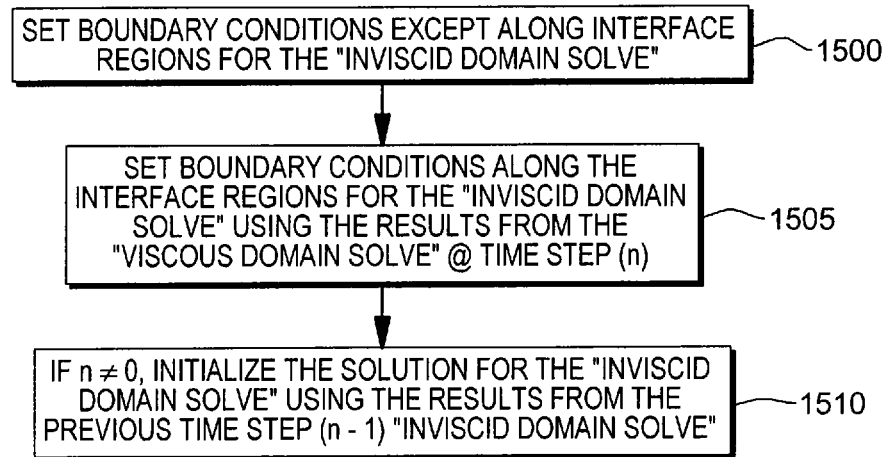 SET BOUNDARY CONDITIONS EXCEPT ALONG INTERFACE
REGIONS FOR THE "INVISCID DOMAIN SOLVE"
1500
SET BOUNDARY CONDITIONS ALONG THE
INTERFACE REGIONS FOR THE "INVISCID DOMAIN
SOLVE" USING THE RESULTS FROM THE
"VISCOUS DOMAIN SOLVE" @ TIME STEP (n)
1505
IF n ≠ 0, INITIALIZE THE SOLUTION FOR THE "INVISCID
DOMAIN SOLVE" USING THE RESULTS FROM THE
PREVIOUS TIME STEP (n - 1) "INVISCID DOMAIN SOLVE"
1510